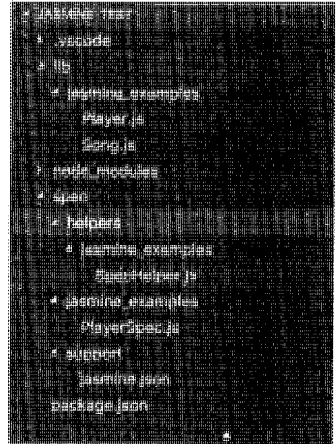 JASMINE-TEST
.vscode
lib
jasmine_examples
Player.js
Song.js
node_modules
spec
helpers
jasmine_examples
SpecHelper.js
jasmine_examples
PlayerSpec.js
support
jasmine.json
package.json